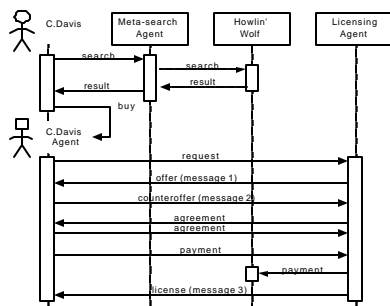 C.Davis
Meta-search
Agent
Howlin'
Wolf
Licensing
Agent
search
search
result
result
buy
C.Davis
Agent
request
offer (message 1)
counteroffer (message 2)
agreement
agreement
payment
payment
license (message 3)